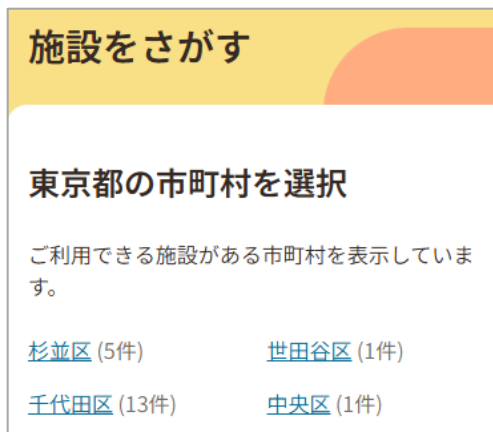 施設をさがす
東京都の市町村を選択
ご利用できる施設がある市町村を表示していま
す。
杉並区 (5件) 世田谷区 (1件)
千代田区 (13件) 中央区 (1件)